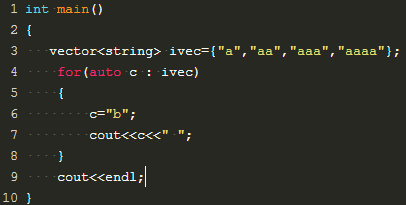 1 int main()
2 {
3 vector<string> ivec={"a","aa","aaa","aaaa"};
4 for(auto c : ivec)
5 {
6 c="b";
7 cout<<c<<" ";
8 }
9 cout<<endl;
10 }